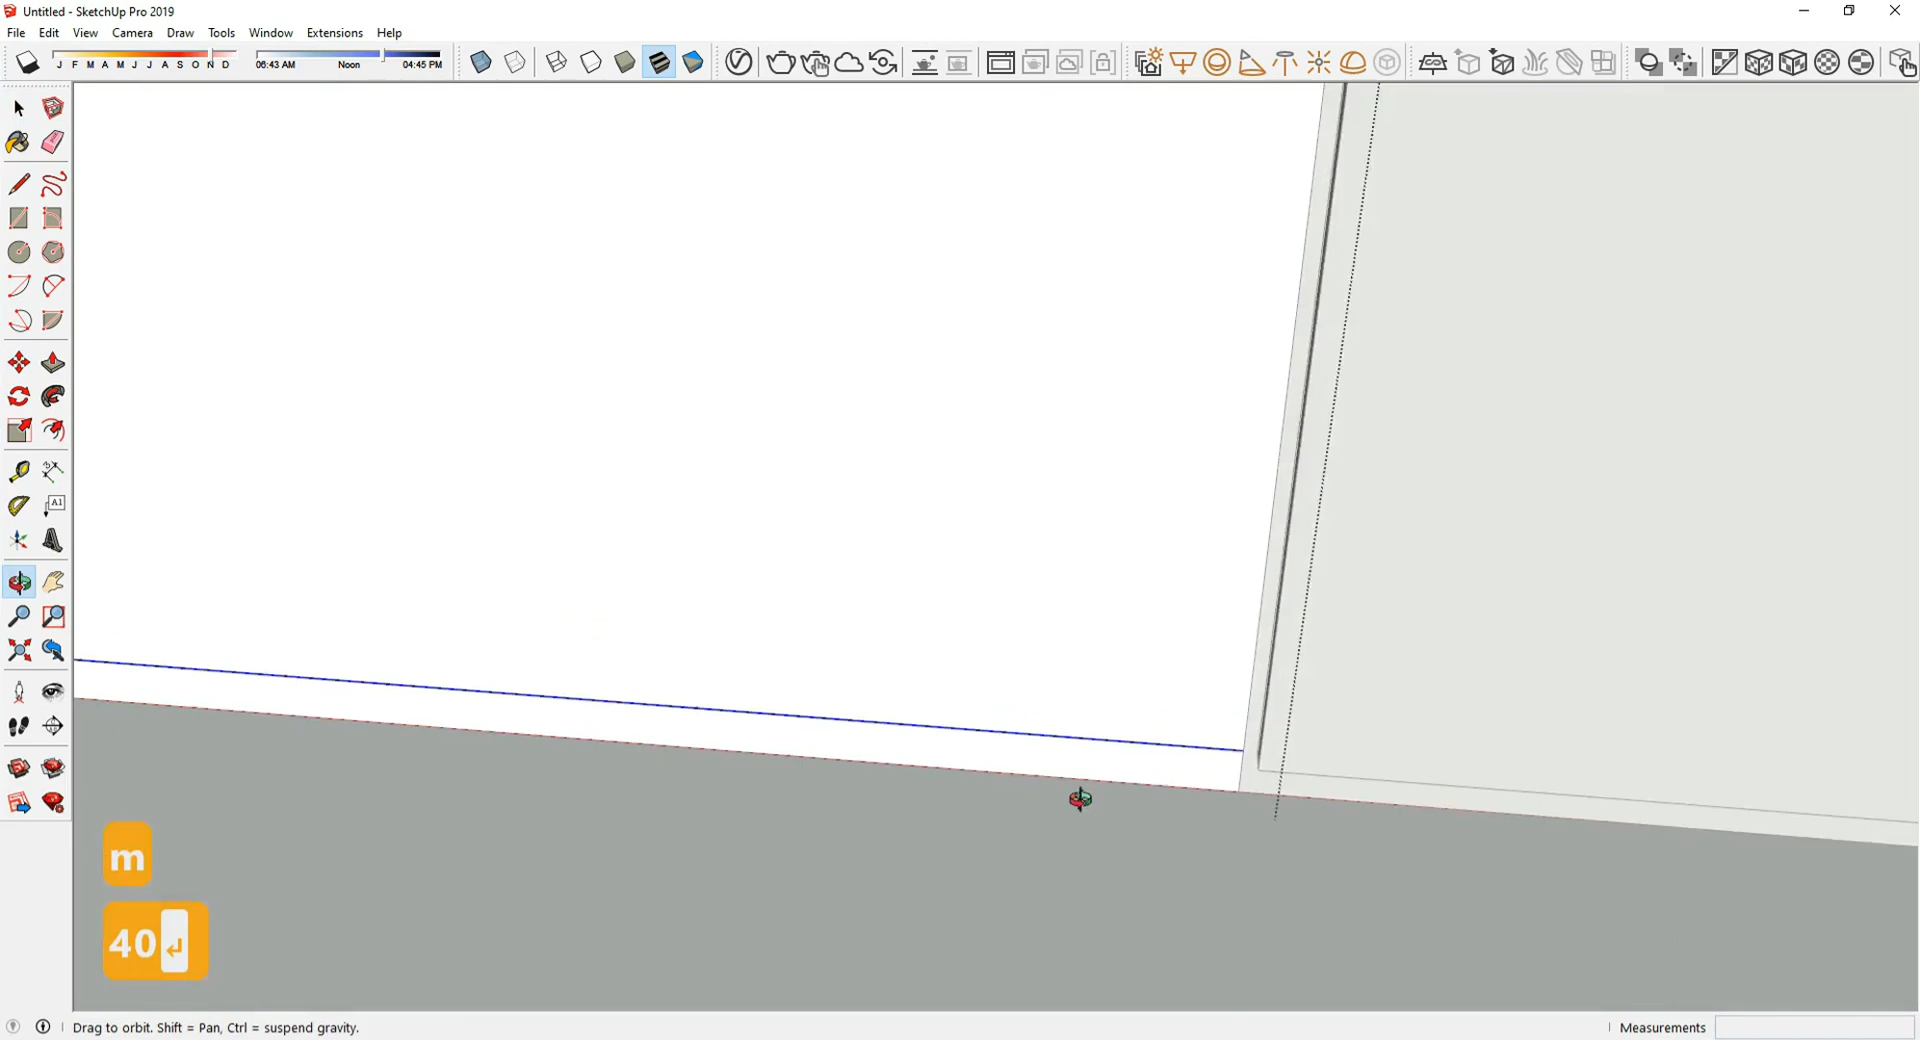 Untitled - SketchUp Pro 2019
File Edit View Camera Draw Tools Window Extensions Help
J F M A M J J A S O N D
06:43 AM Noon 04:45 PM
A1
m
40
Drag to orbit. Shift = Pan, Ctrl = suspend gravity.
Measurements